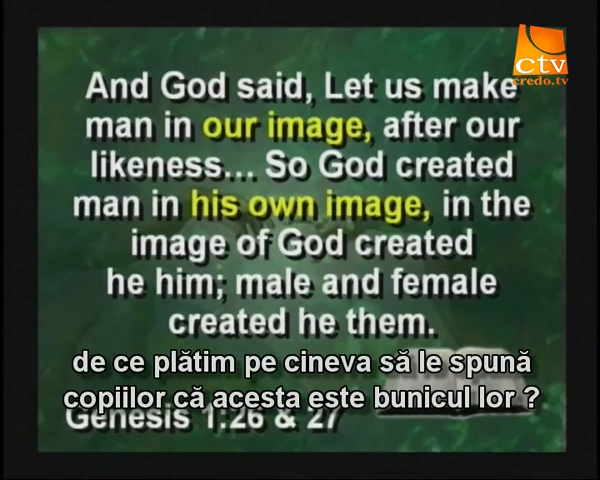 ctv
credo.tv
And God said, Let us make
man in our image, after our
likeness... So God created
man in his own image, in the
image of God created
he him; male and female
created he them.
de ce plătim pe cineva să le spună
copiilor că acesta este bunicul lor ?
Genesis 1:26 & 27